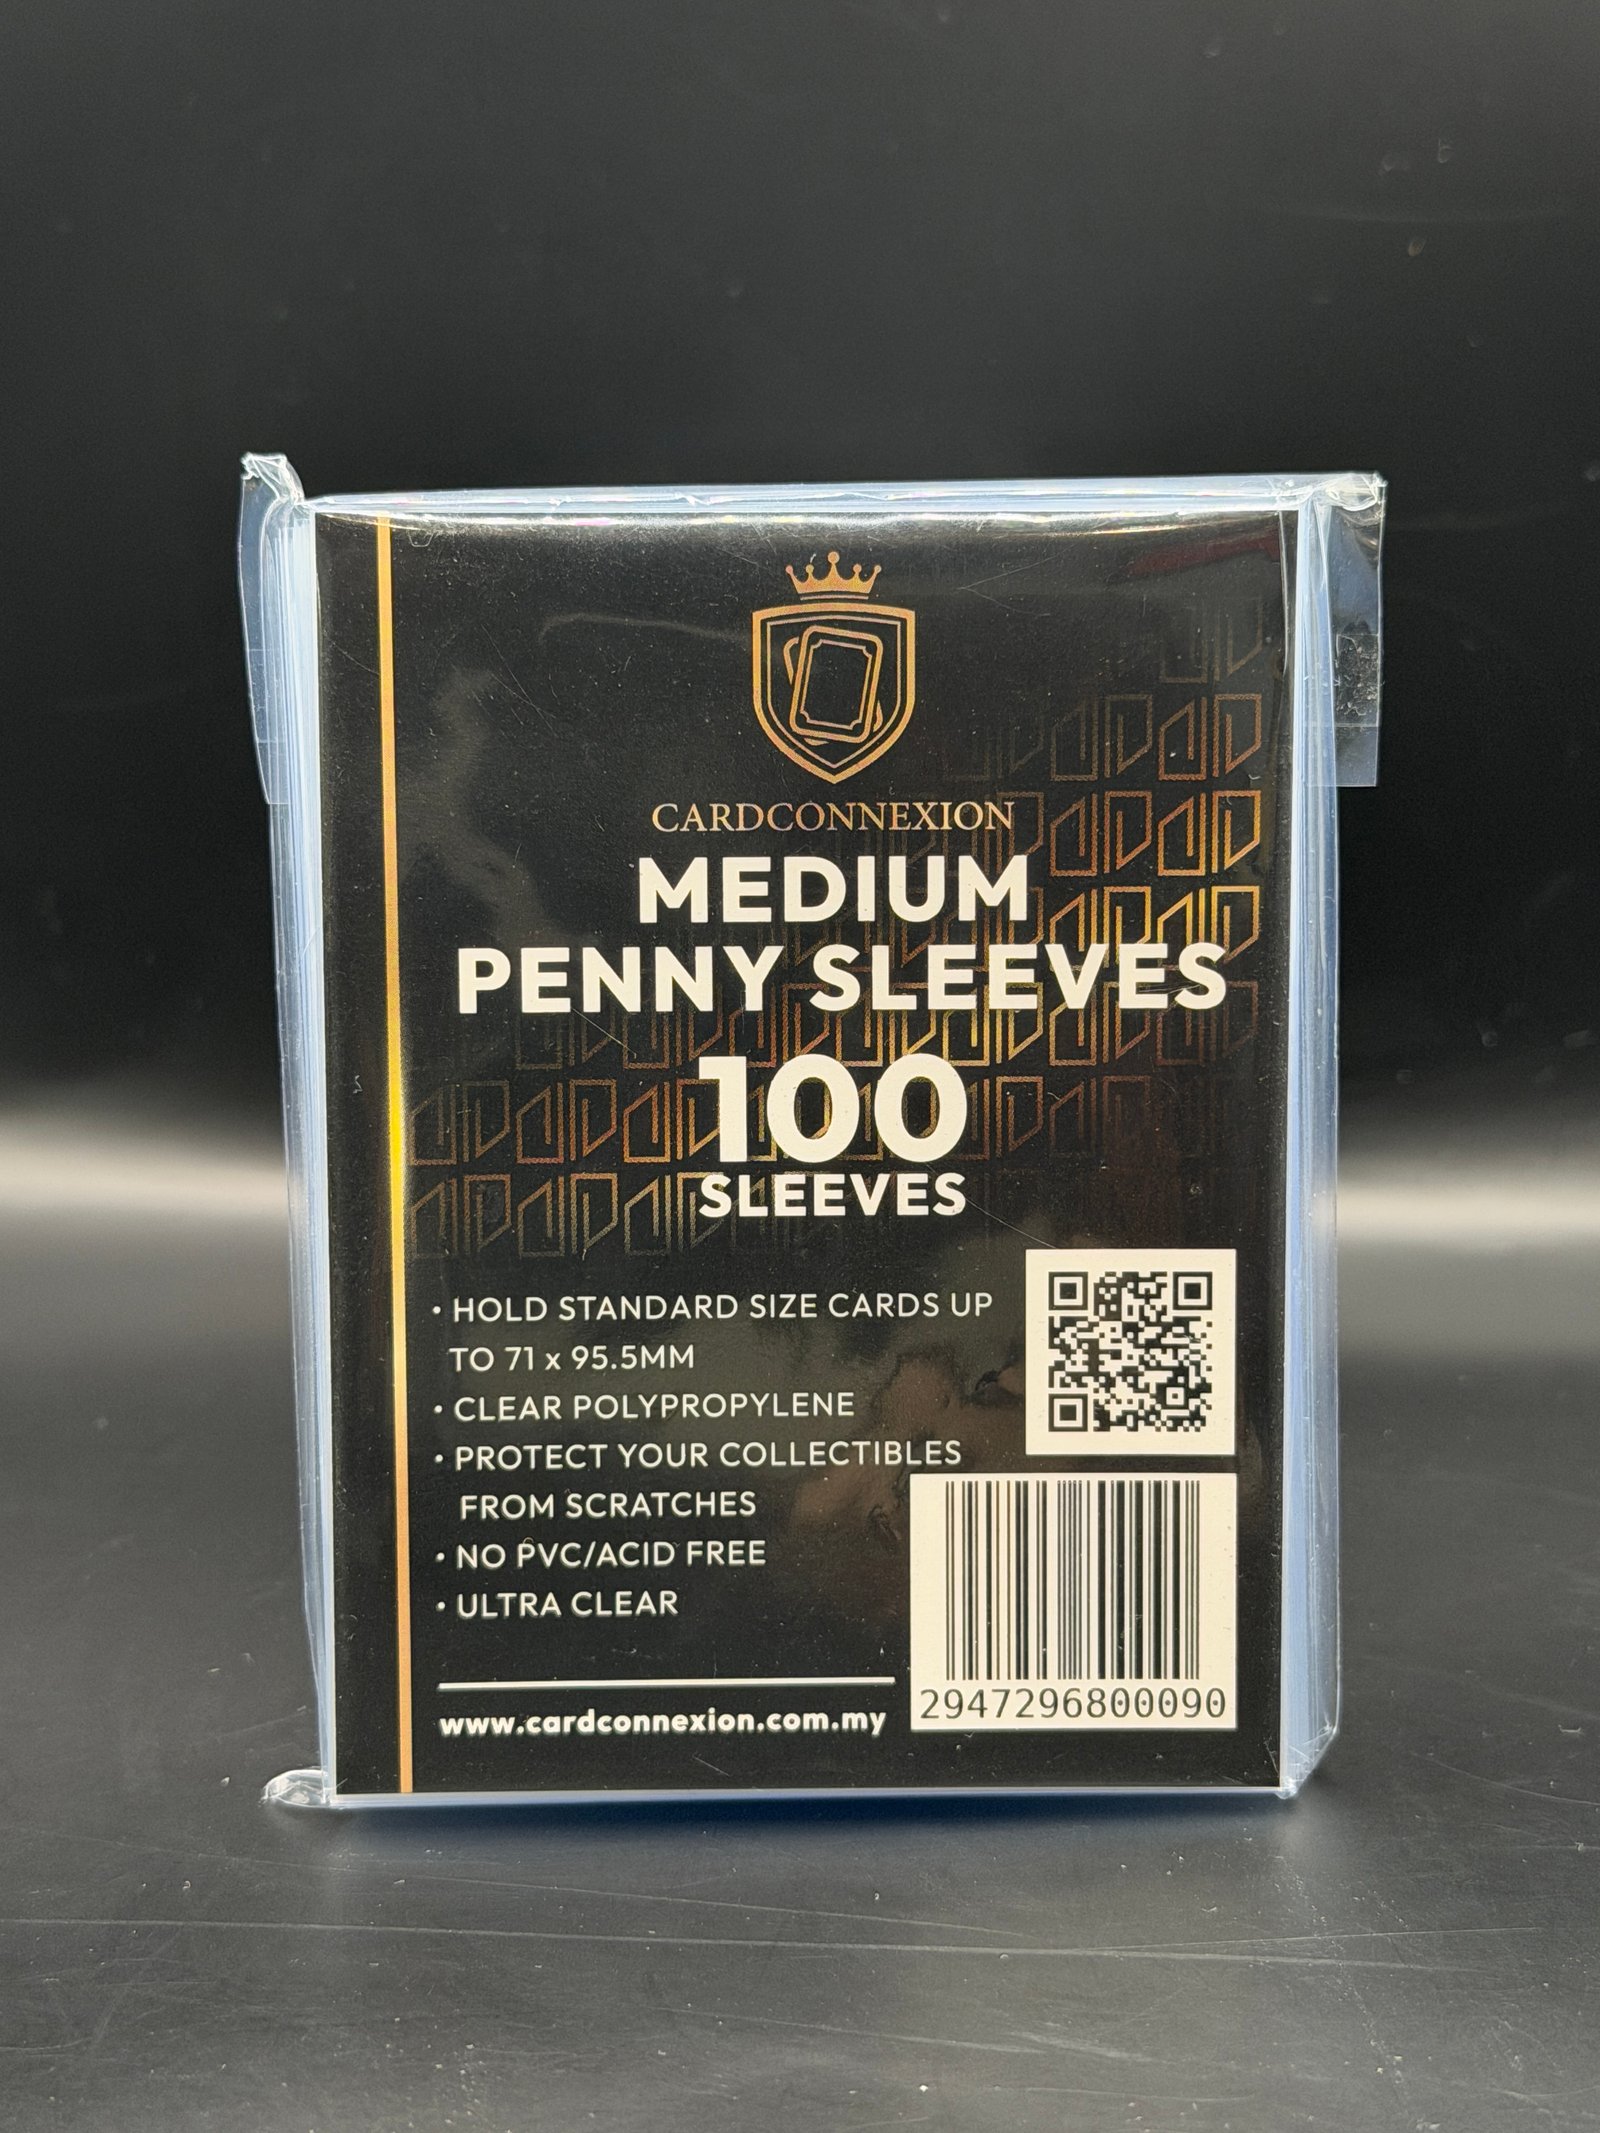 CARDCONNEXION
MEDIUM
PENNY SLEEVES
100
SLEEVES
• HOLD STANDARD SIZE CARDS UP
TO 71 x 95.5MM
• CLEAR POLYPROPYLENE
• PROTECT YOUR COLLECTIBLES
FROM SCRATCHES
• NO PVC/ACID FREE
• ULTRA CLEAR
www.cardconnexion.com.my
2947296800090